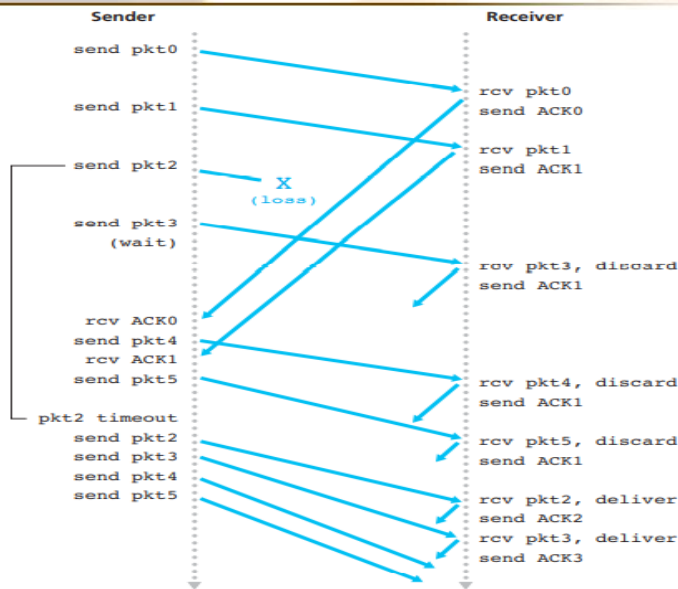 Sender
Receiver
send pkt0
rcv pkt0
send ACK0
send pkt1
rcv pkt1
send ACK1
send pkt2
X
(loss)
send pkt3
(wait)
rcv pkt3, discard
send ACK1
rcv ACK0
send pkt4
rcv ACK1
send pkt5
rcv pkt4, discard
send ACK1
pkt2 timeout
send pkt2
send pkt3
send pkt4
send pkt5
rcv pkt5, discard
send ACK1
rcv pkt2, deliver
send ACK2
rcv pkt3, deliver
send ACK3